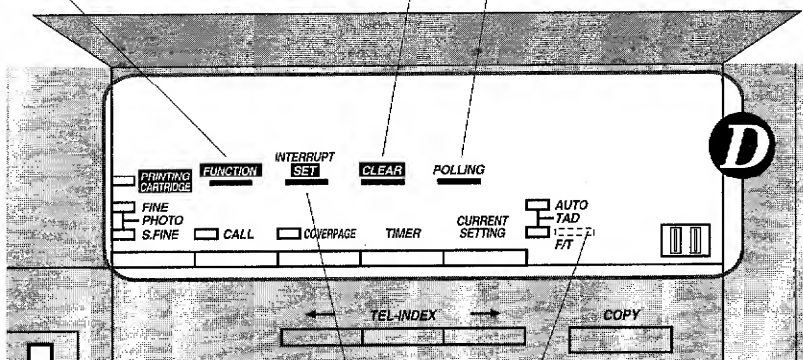 INTERRUPT
PRINTING CARTRIDGE
FUNCTION
SET
CLEAR
POLLING
D
FINE
PHOTO
S.FINE
CALL
COVERPAGE
TIMER
CURRENT
SETTING
AUTO
TAD
F/T
TEL-INDEX
COPY